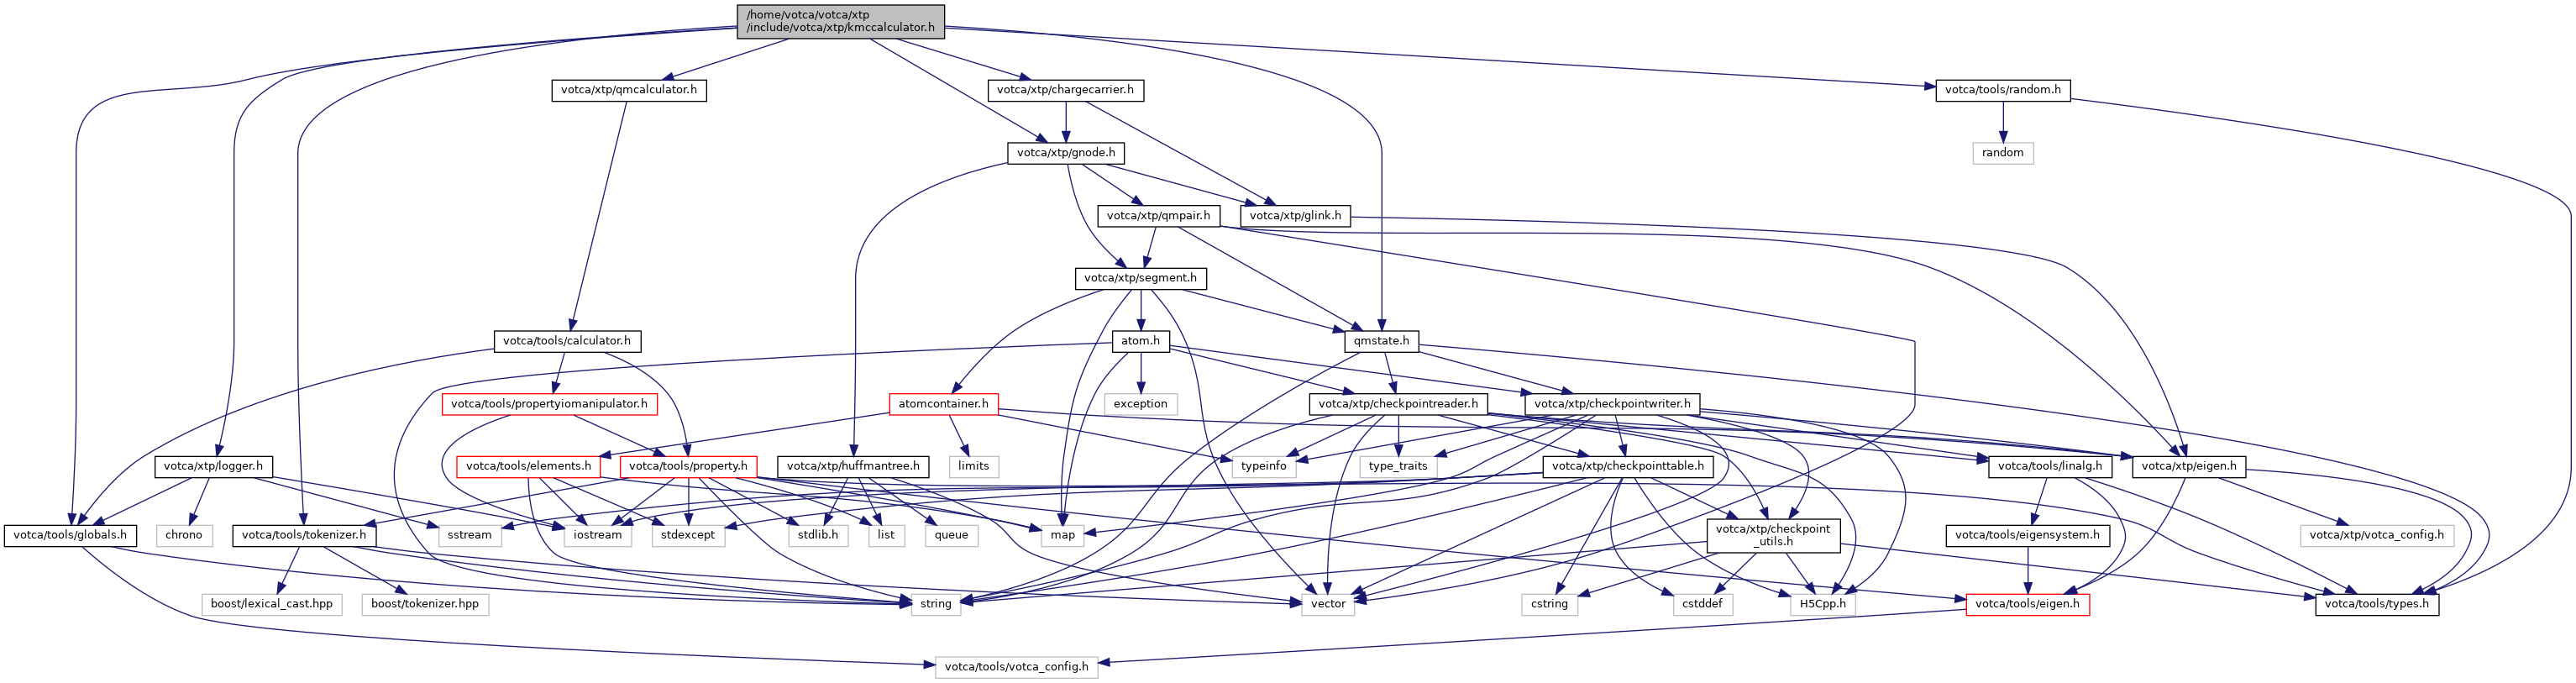 /home/votca/votca/xtp
/include/votca/xtp/kmccalculator.h
votca/xtp/qmcalculator.h
votca/xtp/chargecarrier.h
votca/tools/random.h
votca/xtp/gnode.h
random
votca/xtp/qmpair.h
votca/xtp/glink.h
votca/xtp/segment.h
votca/tools/calculator.h
atom.h
qmstate.h
votca/tools/propertyiomanipulator.h
atomcontainer.h
exception
votca/xtp/checkpointreader.h
votca/xtp/checkpointwriter.h
votca/xtp/logger.h
votca/tools/elements.h
votca/tools/property.h
votca/xtp/huffmantree.h
limits
typeinfo
type_traits
votca/xtp/checkpointtable.h
votca/tools/linalg.h
votca/xtp/eigen.h
votca/tools/globals.h
chrono
votca/tools/tokenizer.h
sstream
iostream
stdexcept
stdlib.h
list
queue
map
votca/xtp/checkpoint
_utils.h
votca/tools/eigensystem.h
votca/xtp/votca_config.h
boost/lexical_cast.hpp
boost/tokenizer.hpp
string
vector
cstring
cstddef
H5Cpp.h
votca/tools/eigen.h
votca/tools/types.h
votca/tools/votca_config.h